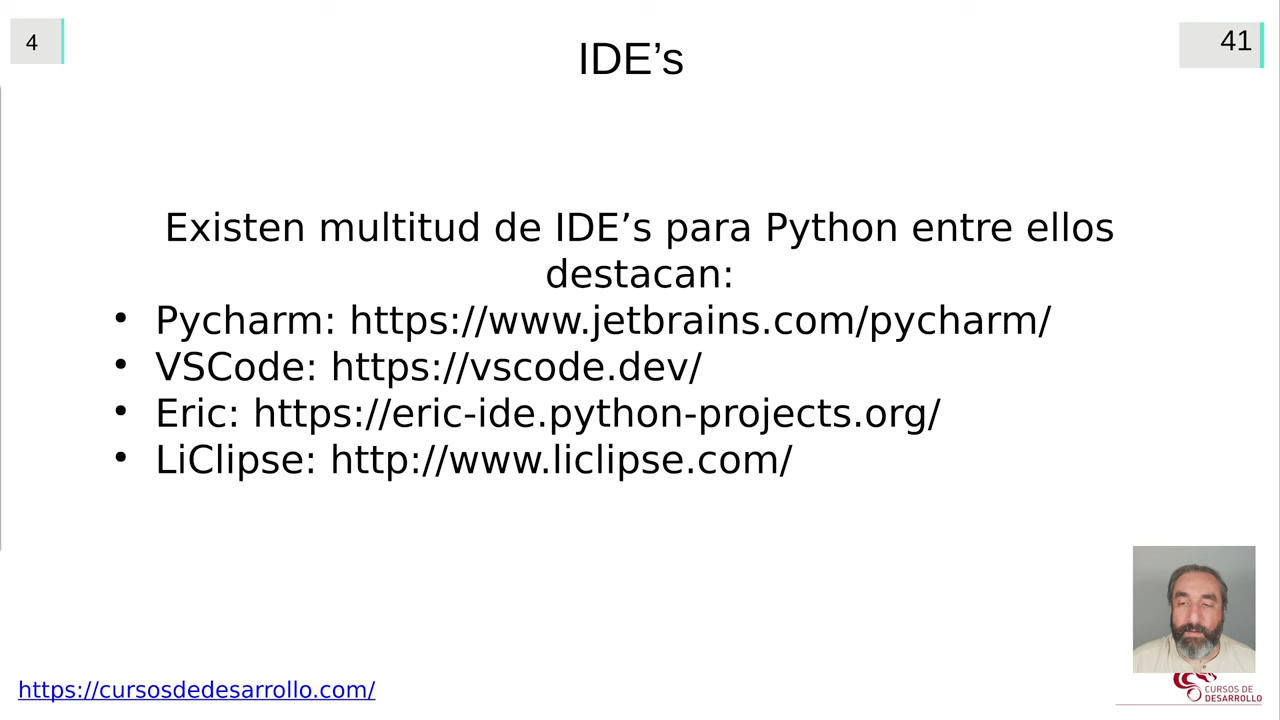 4
41
IDE’s
Existen multitud de IDE’s para Python entre ellos
destacan:
• Pycharm: https://www.jetbrains.com/pycharm/
• VSCode: https://vscode.dev/
• Eric: https://eric-ide.python-projects.org/
• LiClipse: http://www.liclipse.com/
https://cursosdedesarrollo.com/
CURSOS DE
DESARROLLO